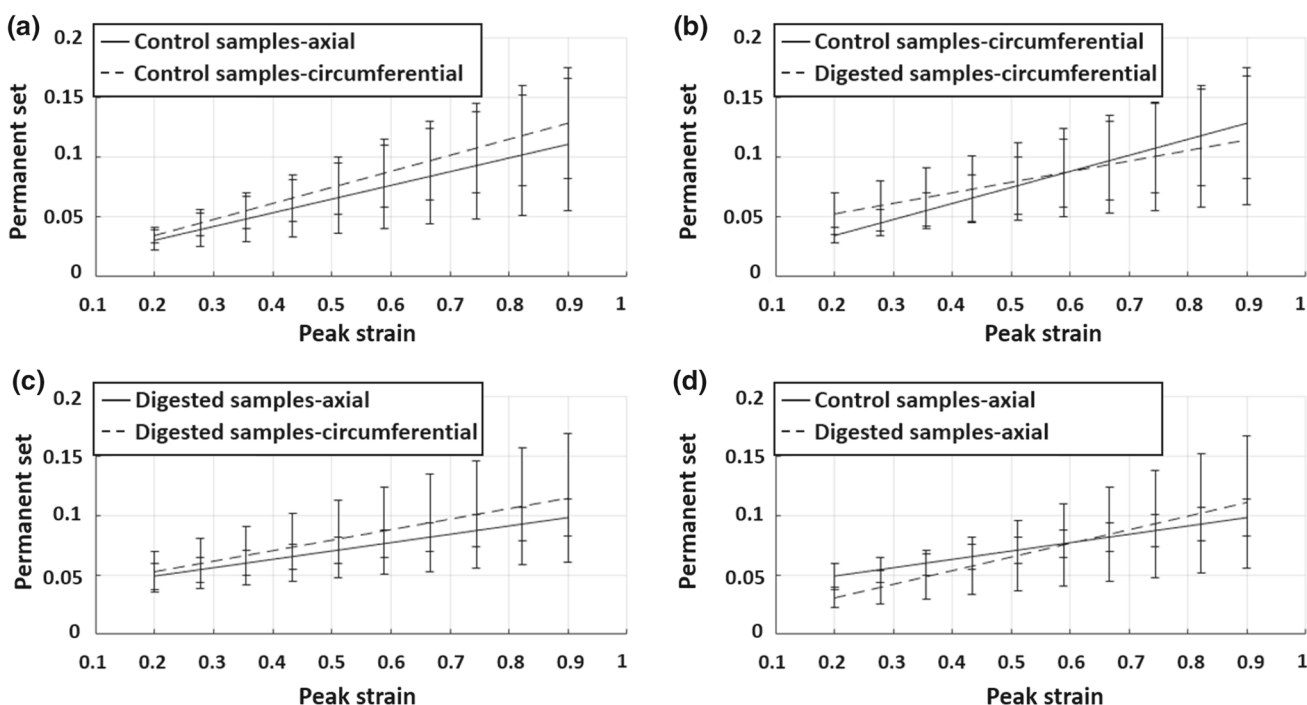 (a)
Control samples-axial
Control samples-circumferential
Permanent set
0.2
0.15
0.1
0.05
0
0.1 0.2 0.3 0.4 0.5 0.6 0.7 0.8 0.9 1
Peak strain
(b)
Control samples-circumferential
Digested samples-circumferential
Permanent set
0.2
0.15
0.1
0.05
0
0.1 0.2 0.3 0.4 0.5 0.6 0.7 0.8 0.9 1
Peak strain
(c)
Digested samples-axial
Digested samples-circumferential
Permanent set
0.2
0.15
0.1
0.05
0
0.1 0.2 0.3 0.4 0.5 0.6 0.7 0.8 0.9 1
Peak strain
(d)
Control samples-axial
Digested samples-axial
Permanent set
0.2
0.15
0.1
0.05
0
0.1 0.2 0.3 0.4 0.5 0.6 0.7 0.8 0.9 1
Peak strain